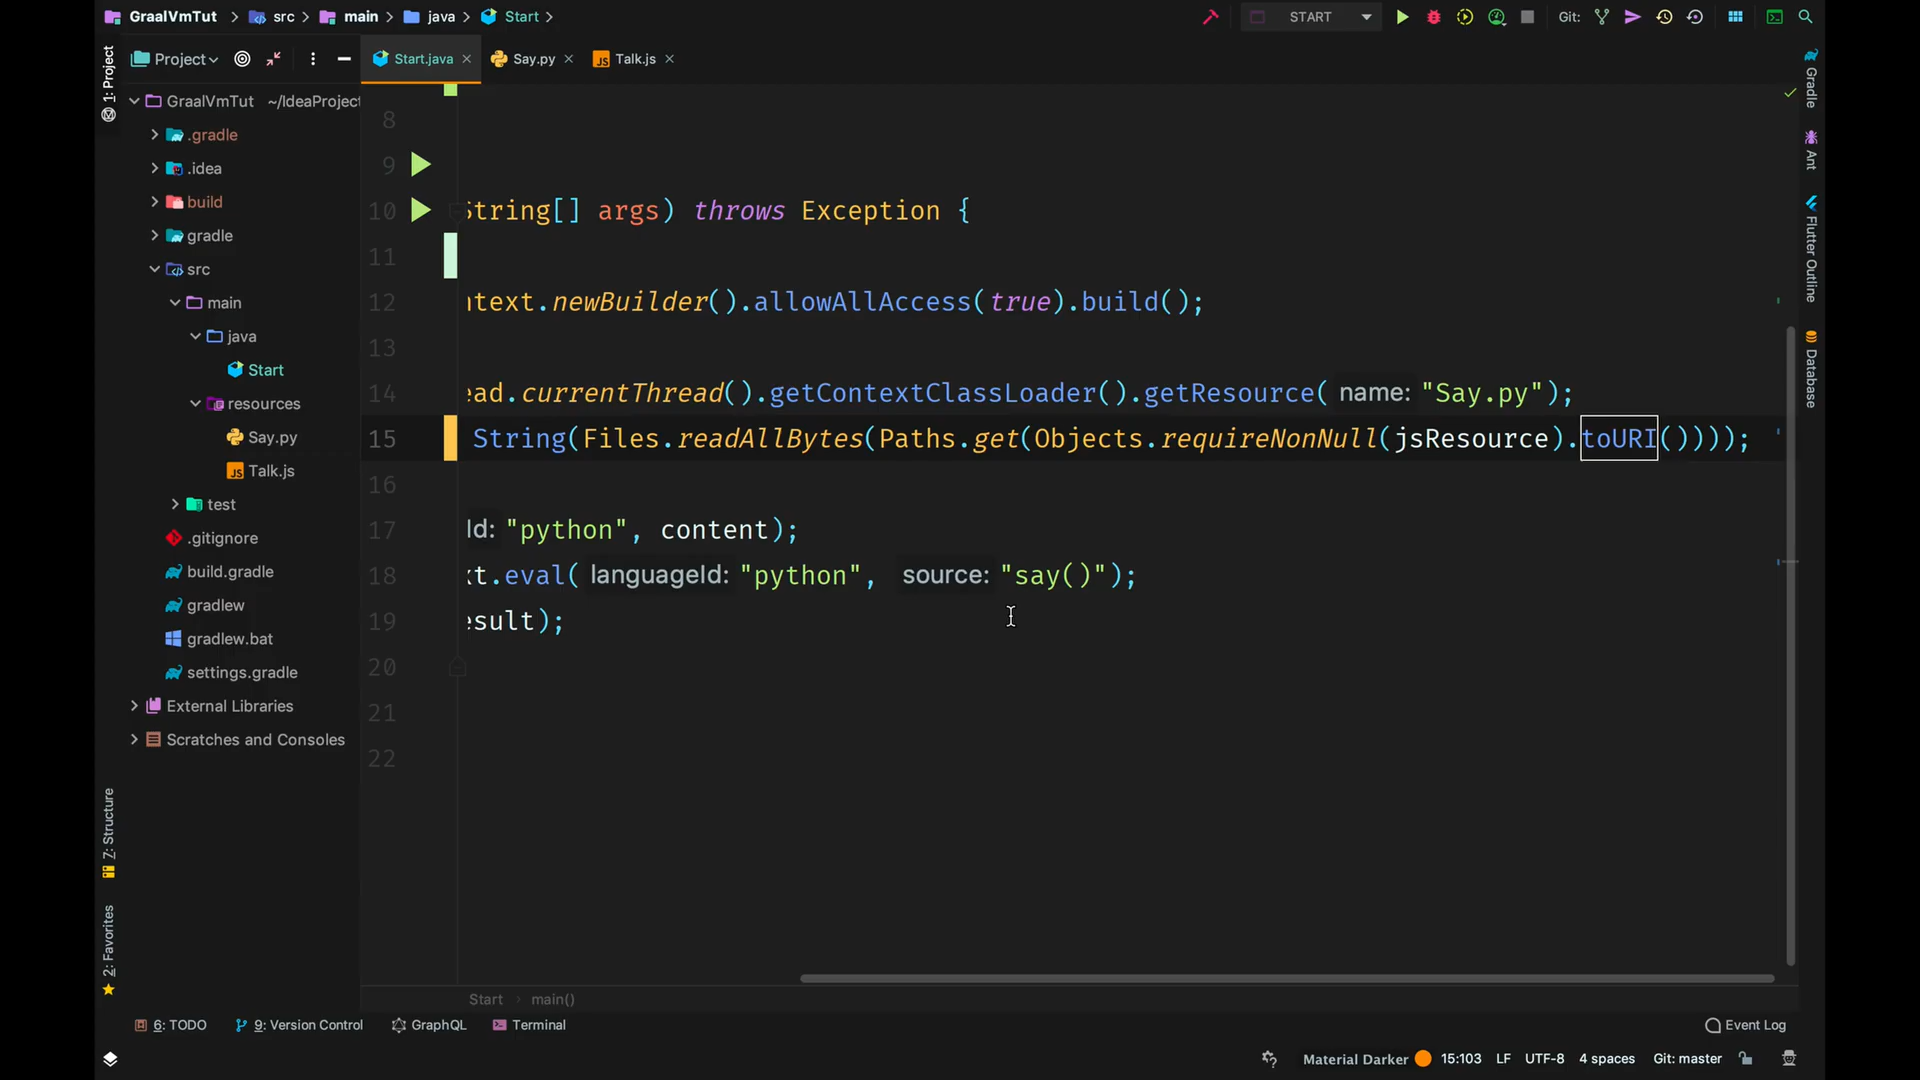 GraalVmTut
src
main
java
Start
START
Git:
1: Project
Project
Start.java
Say.py
Talk.js
GraalVmTut ~/IdeaProject
.gradle
.idea
build
gradle
src
main
java
Start
resources
Say.py
Talk.js
test
.gitignore
build.gradle
gradlew
gradlew.bat
settings.gradle
External Libraries
Scratches and Consoles
8
9
10 String[] args) throws Exception {
11
12 ntext.newBuilder().allowAllAccess(true).build();
13
14 ead.currentThread().getContextClassLoader().getResource( name: "Say.py");
15 String(Files.readAllBytes(Paths.get(Objects.requireNonNull(jsResource).toURI())));
16
17 Id: "python", content);
18 xt.eval( languageId: "python", source: "say()");
19 esult);
20
21
22
Gradle
Ant
Flutter Outline
Database
7: Structure
2: Favorites
Start
main()
6: TODO
9: Version Control
GraphQL
Terminal
Event Log
Material Darker
15:103
LF
UTF-8
4 spaces
Git: master